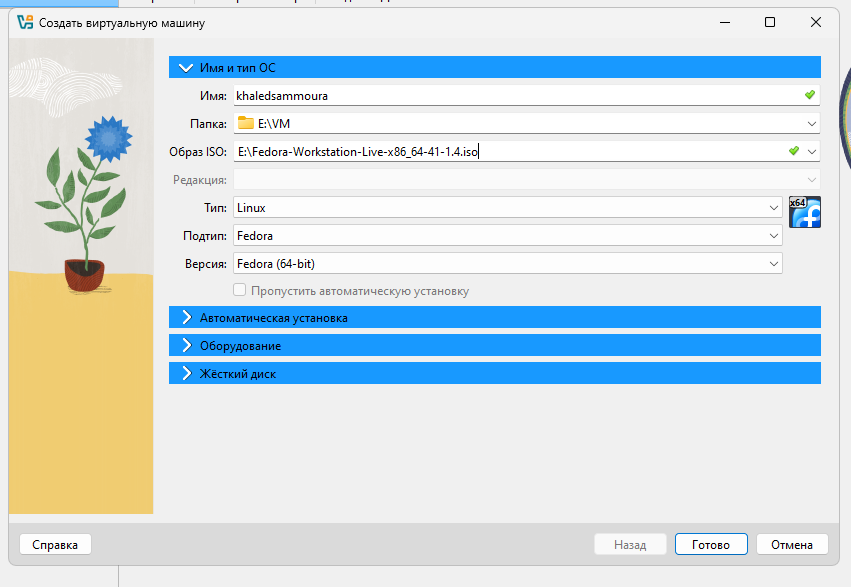 Создать виртуальную машину
Имя и тип ОС
Имя: khaledsammoura
Папка: E:\VM
Образ ISO: E:\Fedora-Workstation-Live-x86_64-41-1.4.iso
Редакция:
Тип: Linux
x64
Подтип: Fedora
Версия: Fedora (64-bit)
Пропустить автоматическую установку
Автоматическая установка
Оборудование
Жёсткий диск
Справка Назад Готово Отмена